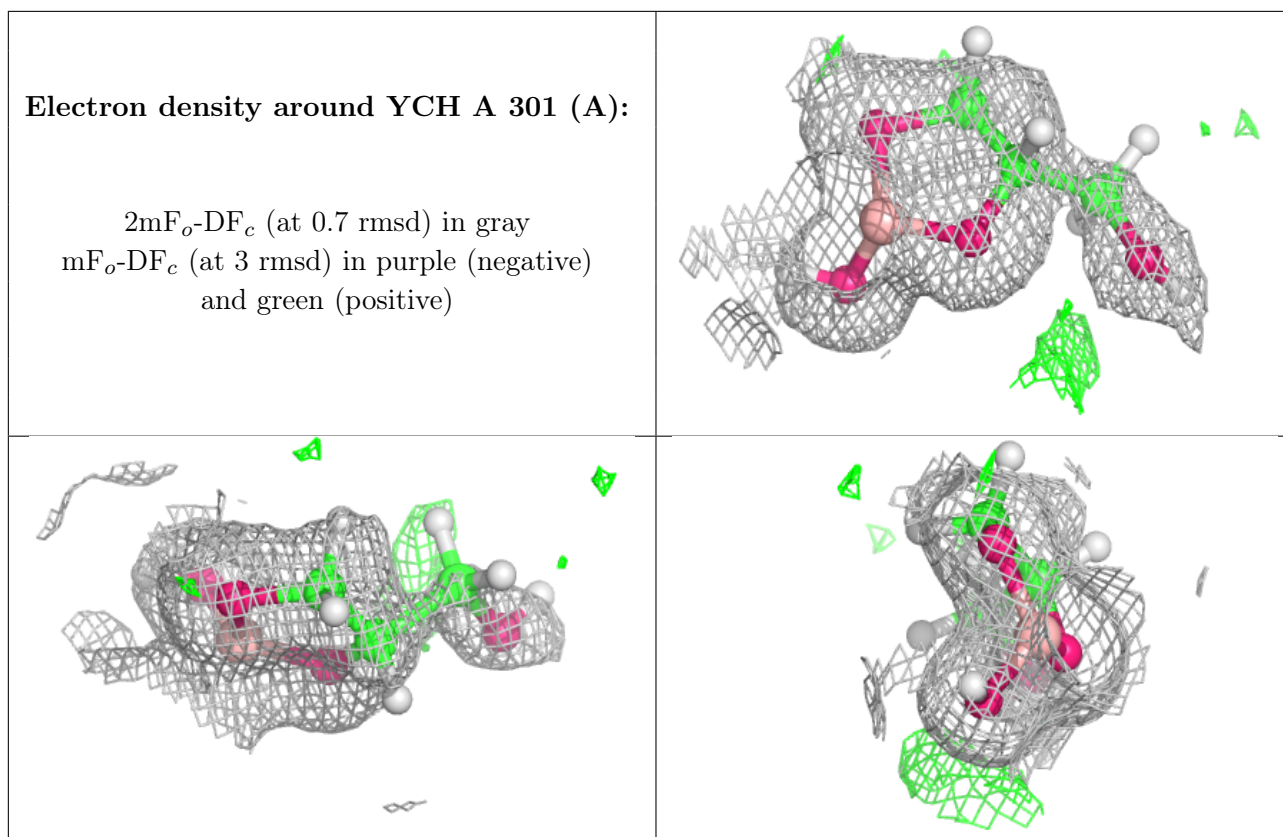 Electron density around YCH A 301 (A):
2mFₒ-DF𝒸 (at 0.7 rmsd) in gray
mFₒ-DF𝒸 (at 3 rmsd) in purple (negative)
and green (positive)